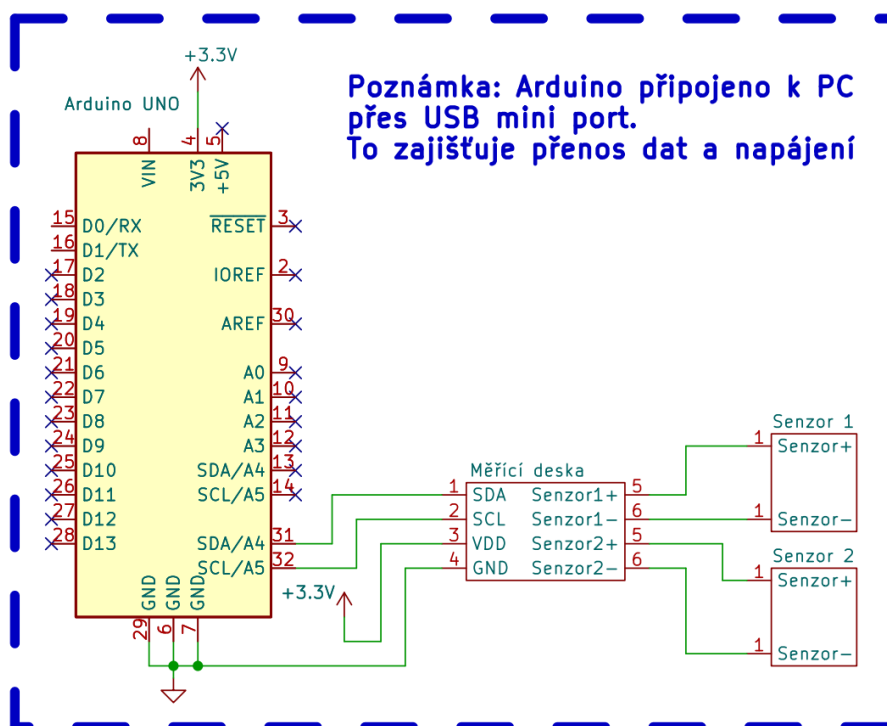 +3.3V
Poznámka: Arduino připojeno k PC
přes USB mini port.
To zajišťuje přenos dat a napájení
Arduino UNO
8 4 5
VIN 3V3 +5V
15 D0/RX RESET 3
16 D1/TX
17 D2 IOREF 2
18 D3
19 D4 AREF 30
20 D5
21 D6 A0 9
22 D7 A1 10
23 D8 A2 11
24 D9 A3 12
25 D10 SDA/A4 13
26 D11 SCL/A5 14
27 D12
28 D13 SDA/A4 31
SCL/A5 32
GND GND GND
29 6 7
+3.3V
Měřící deska
1 SDA Senzor1+ 5
2 SCL Senzor1- 6
3 VDD Senzor2+ 5
4 GND Senzor2- 6
Senzor 1
1 Senzor+
1 Senzor-
Senzor 2
1 Senzor+
1 Senzor-